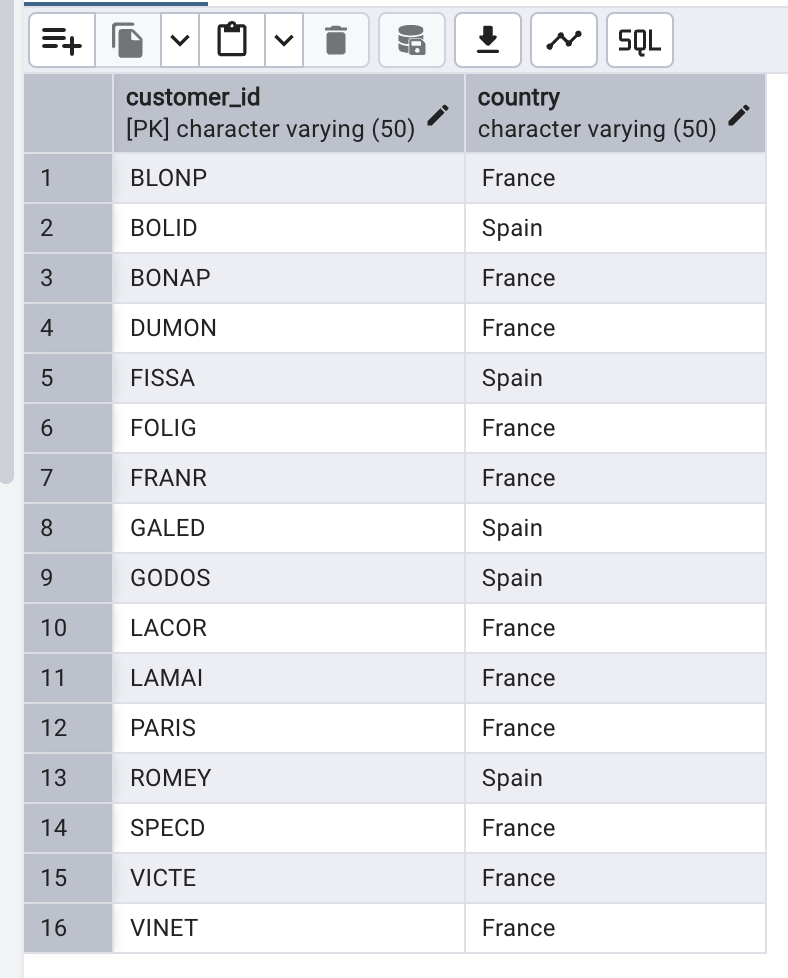 SQL
customer_id country
[PK] character varying (50) character varying (50)
1 BLONP France
2 BOLID Spain
3 BONAP France
4 DUMON France
5 FISSA Spain
6 FOLIG France
7 FRANR France
8 GALED Spain
9 GODOS Spain
10 LACOR France
11 LAMAI France
12 PARIS France
13 ROMEY Spain
14 SPECD France
15 VICTE France
16 VINET France